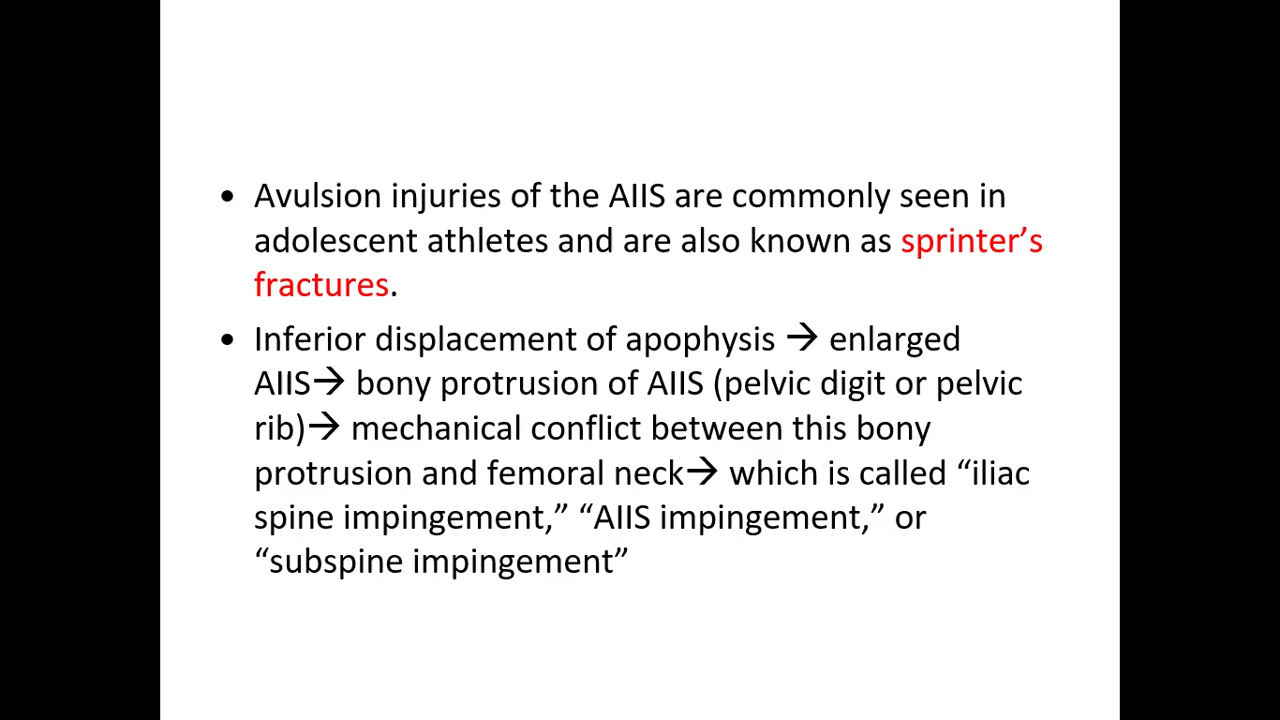 • Avulsion injuries of the AIIS are commonly seen in
adolescent athletes and are also known as sprinter’s
fractures.
• Inferior displacement of apophysis → enlarged
AIIS→ bony protrusion of AIIS (pelvic digit or pelvic
rib)→ mechanical conflict between this bony
protrusion and femoral neck→ which is called “iliac
spine impingement,” “AIIS impingement,” or
“subspine impingement”